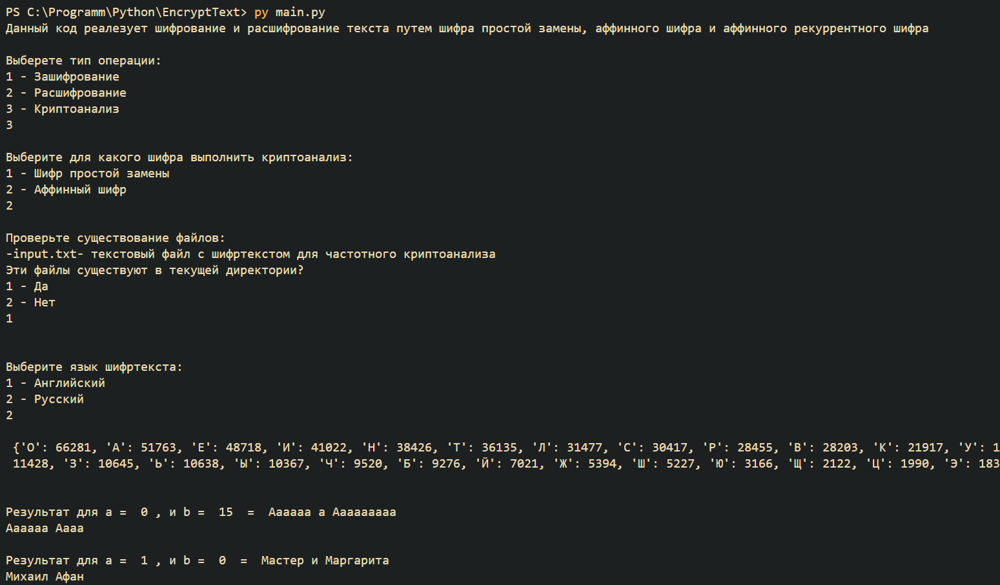 PS C:\Programm\Python\EncryptText> py main.py
Данный код реалезует шифрование и расшифрование текста путем шифра простой замены, аффинного шифра и аффинного рекуррентного шифра
Выберете тип операции:
1 - Зашифрование
2 - Расшифрование
3 - Криптоанализ
3
Выберите для какого шифра выполнить криптоанализ:
1 - Шифр простой замены
2 - Аффинный шифр
2
Проверьте существование файлов:
-input.txt- текстовый файл с шифртекстом для частотного криптоанализа
Эти файлы существуют в текущей директории?
1 - Да
2 - Нет
1
Выберите язык шифртекста:
1 - Английский
2 - Русский
2
{'О': 66281, 'А': 51763, 'Е': 48718, 'И': 41022, 'Н': 38426, 'Т': 36135, 'Л': 31477, 'С': 30417, 'Р': 28455, 'В': 28203, 'К': 21917, 'У': 1
11428, 'З': 10645, 'Ь': 10638, 'Ы': 10367, 'Ч': 9520, 'Б': 9276, 'Й': 7021, 'Ж': 5394, 'Ш': 5227, 'Ю': 3166, 'Щ': 2122, 'Ц': 1990, 'Э': 183
Результат для a =  0 , и b =  15  =  Аааааа а Ааааааааа
Аааааа Аааа
Результат для a =  1 , и b =  0  =  Мастер и Маргарита
Михаил Афан